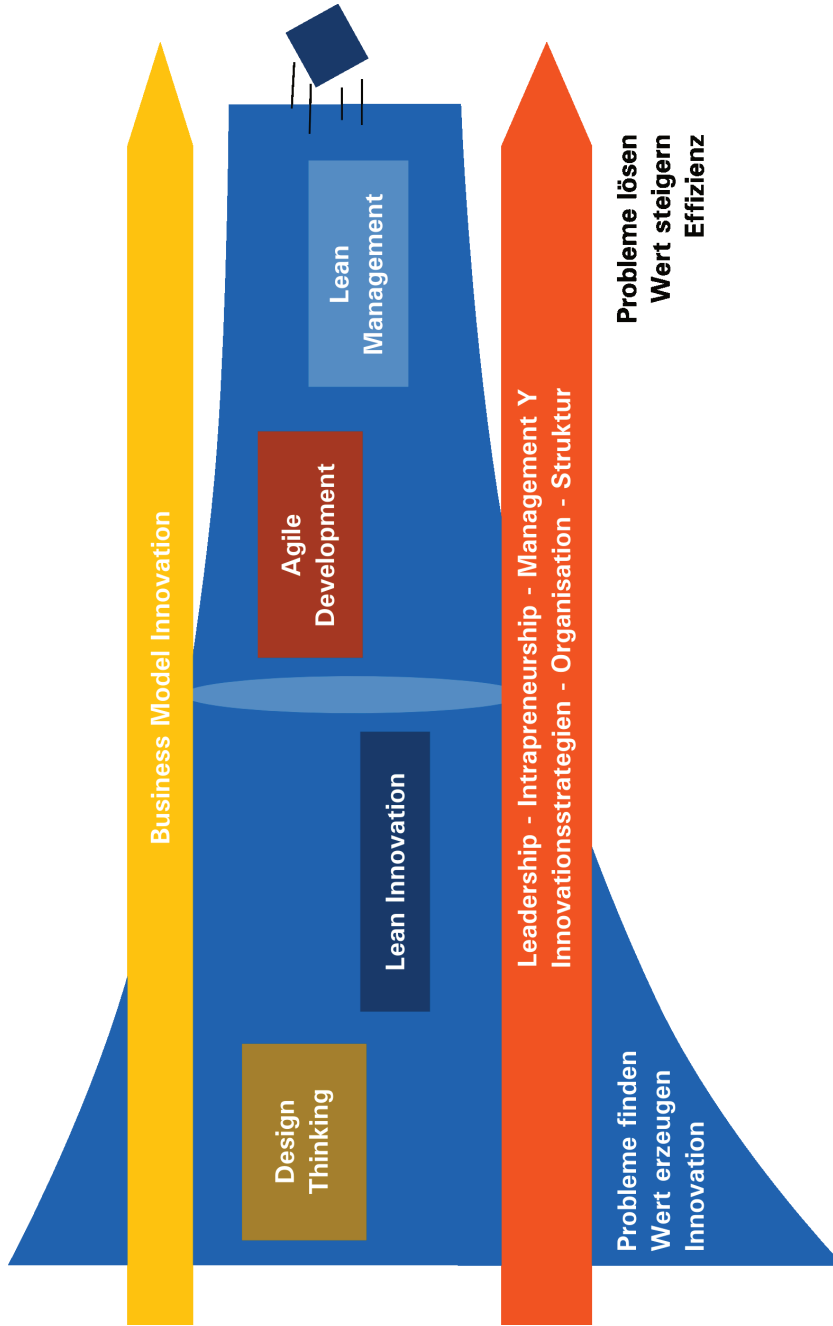 Business Model Innovation
Design
Thinking
Lean Innovation
Agile
Development
Lean
Management
Leadership - Intrapreneurship - Management Y
Innovationsstrategien - Organisation - Struktur
Probleme finden
Wert erzeugen
Innovation
Probleme lösen
Wert steigern
Effizienz